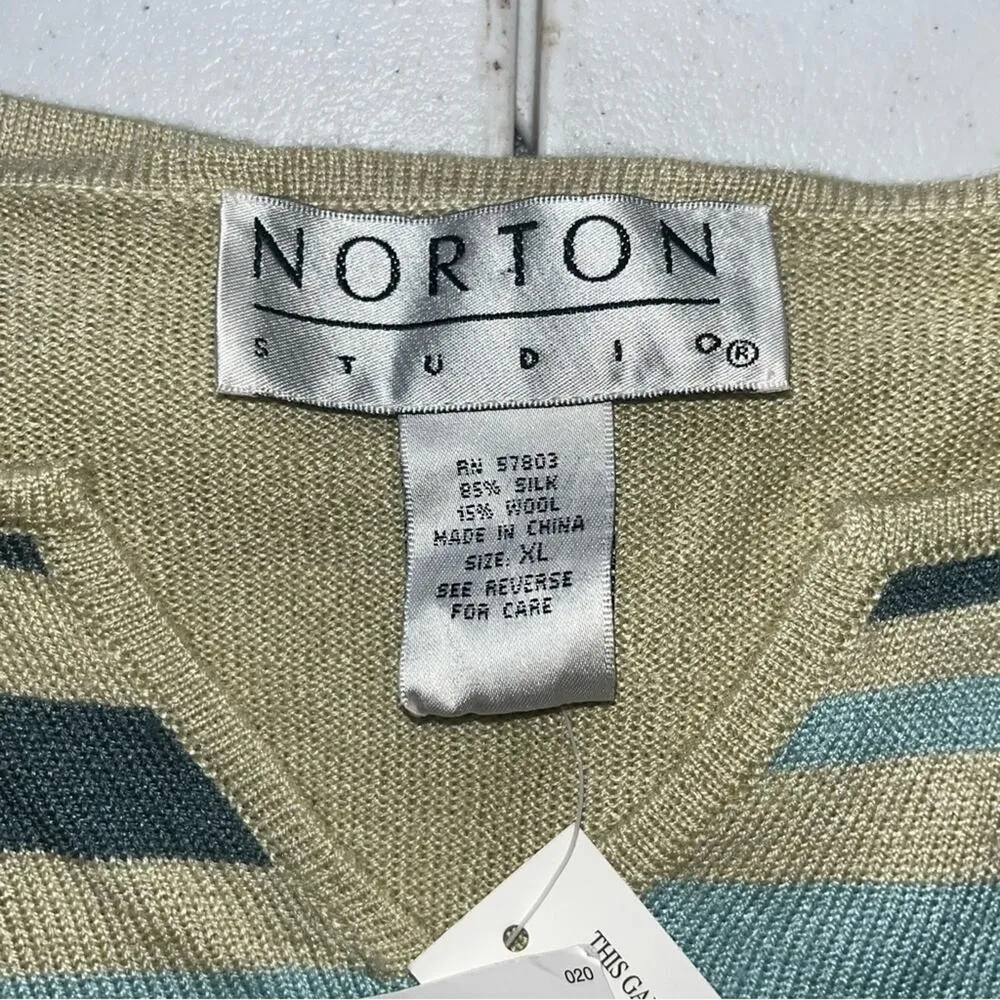 NORTON
STUDIO®
RN 97803
85% SILK
15% WOOL
MADE IN CHINA
SIZE: XL
SEE REVERSE
FOR CARE
THIS
020